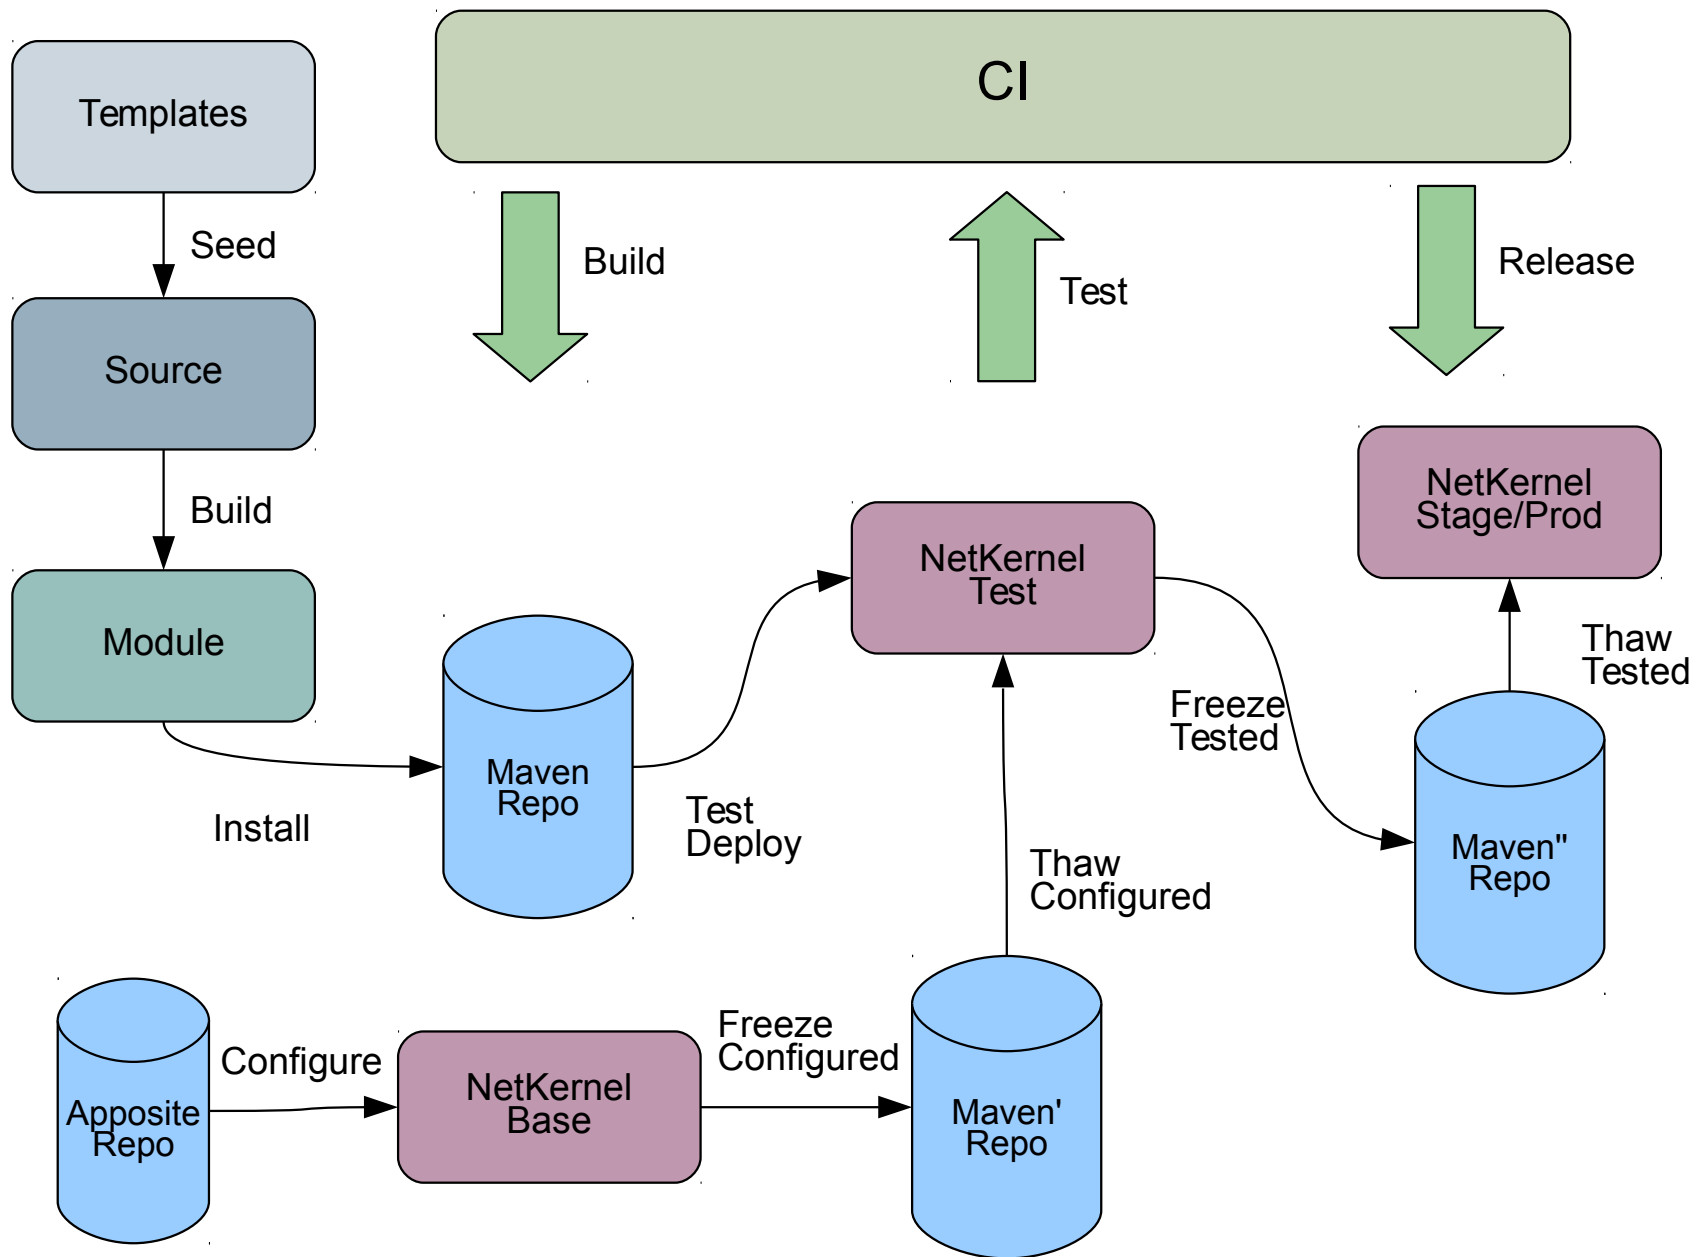 CI
Templates
Seed
Build
Test
Release
Source
Build
NetKernel
Stage/Prod
NetKernel
Test
Module
Thaw
Tested
Freeze
Tested
Maven
Repo
Install
Test
Deploy
Thaw
Configured
Maven"
Repo
Freeze
Configured
Configure
NetKernel
Base
Apposite
Repo
Maven'
Repo